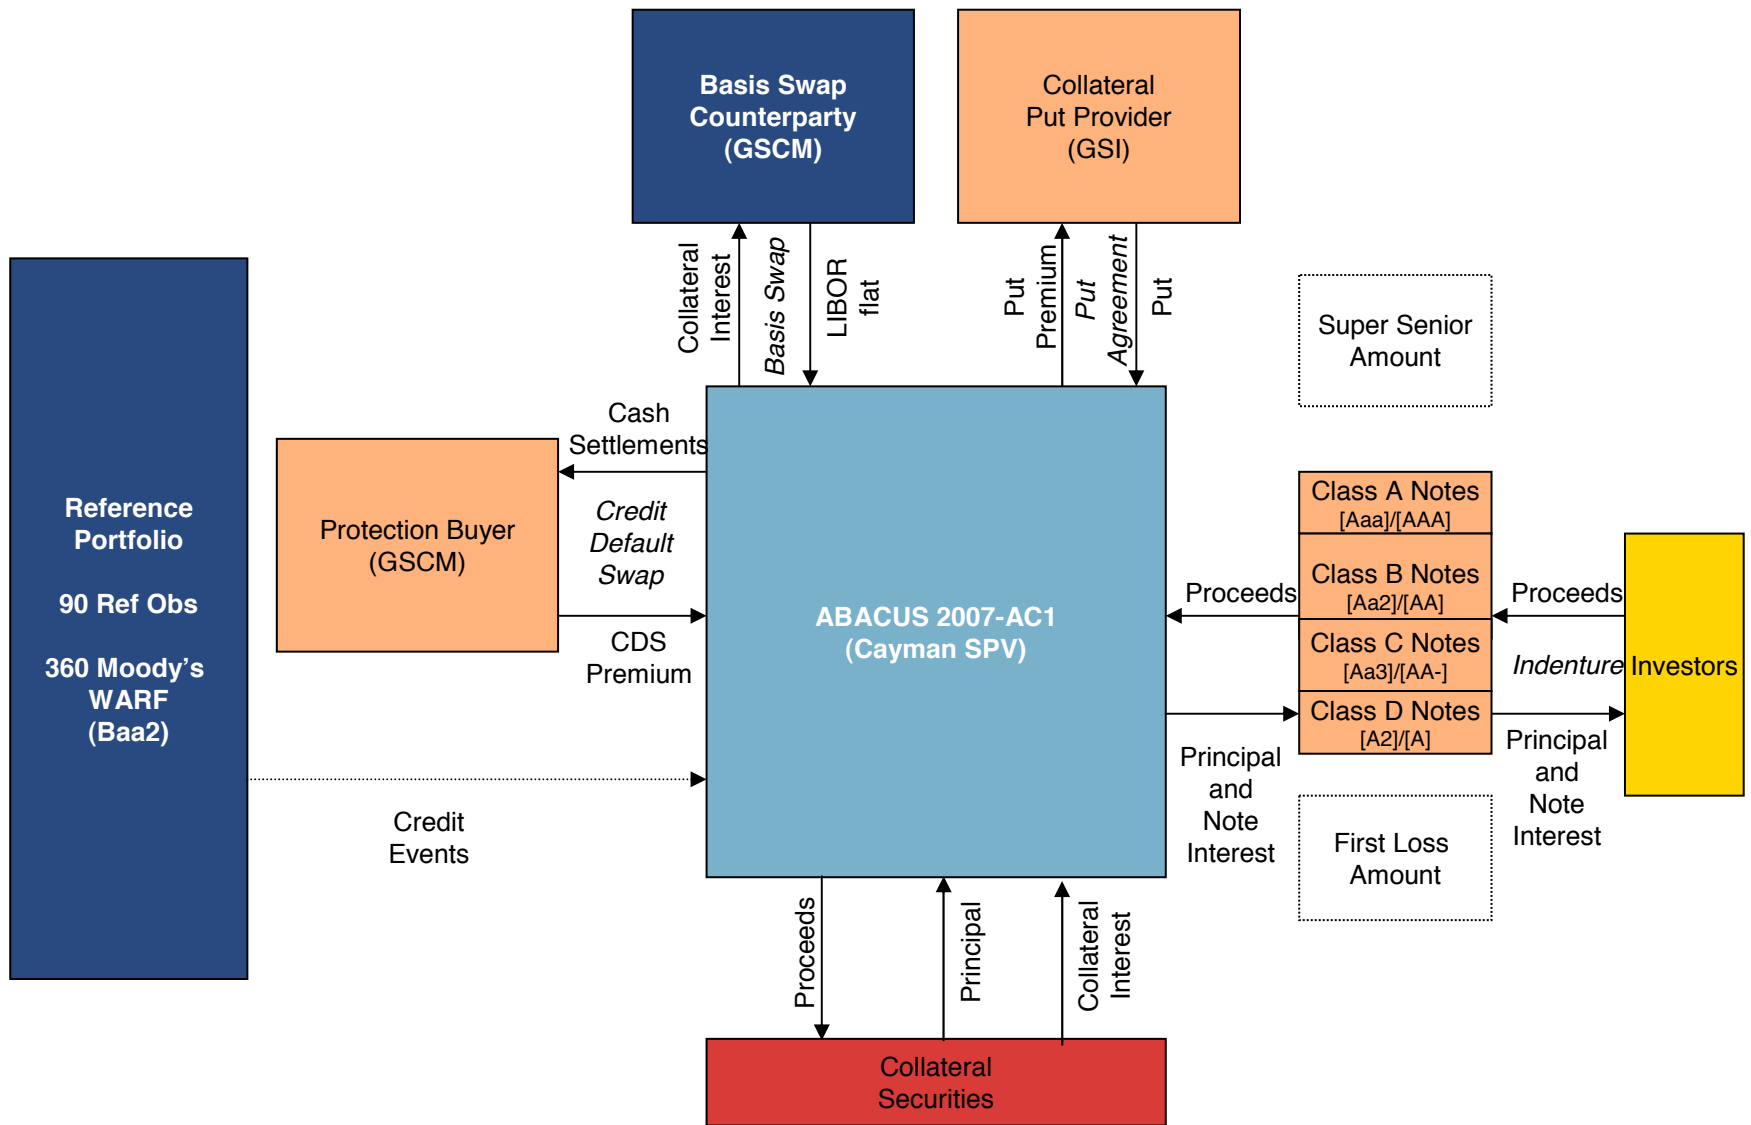 Basis Swap
Counterparty
(GSCM)
Collateral
Put Provider
(GSI)
Collateral
Interest
Basis Swap
LIBOR
flat
Put
Premium
Put
Agreement
Put
Super Senior
Amount
Reference
Portfolio
90 Ref Obs
360 Moody's
WARF
(Baa2)
Protection Buyer
(GSCM)
Cash
Settlements
Credit
Default
Swap
CDS
Premium
Credit
Events
ABACUS 2007-AC1
(Cayman SPV)
Proceeds
Principal
and
Note
Interest
Class A Notes
[Aaa]/[AAA]
Class B Notes
[Aa2]/[AA]
Class C Notes
[Aa3]/[AA-]
Class D Notes
[A2]/[A]
Proceeds
Indenture
Principal
and
Note
Interest
Investors
First Loss
Amount
Proceeds
Principal
Collateral
Interest
Collateral
Securities